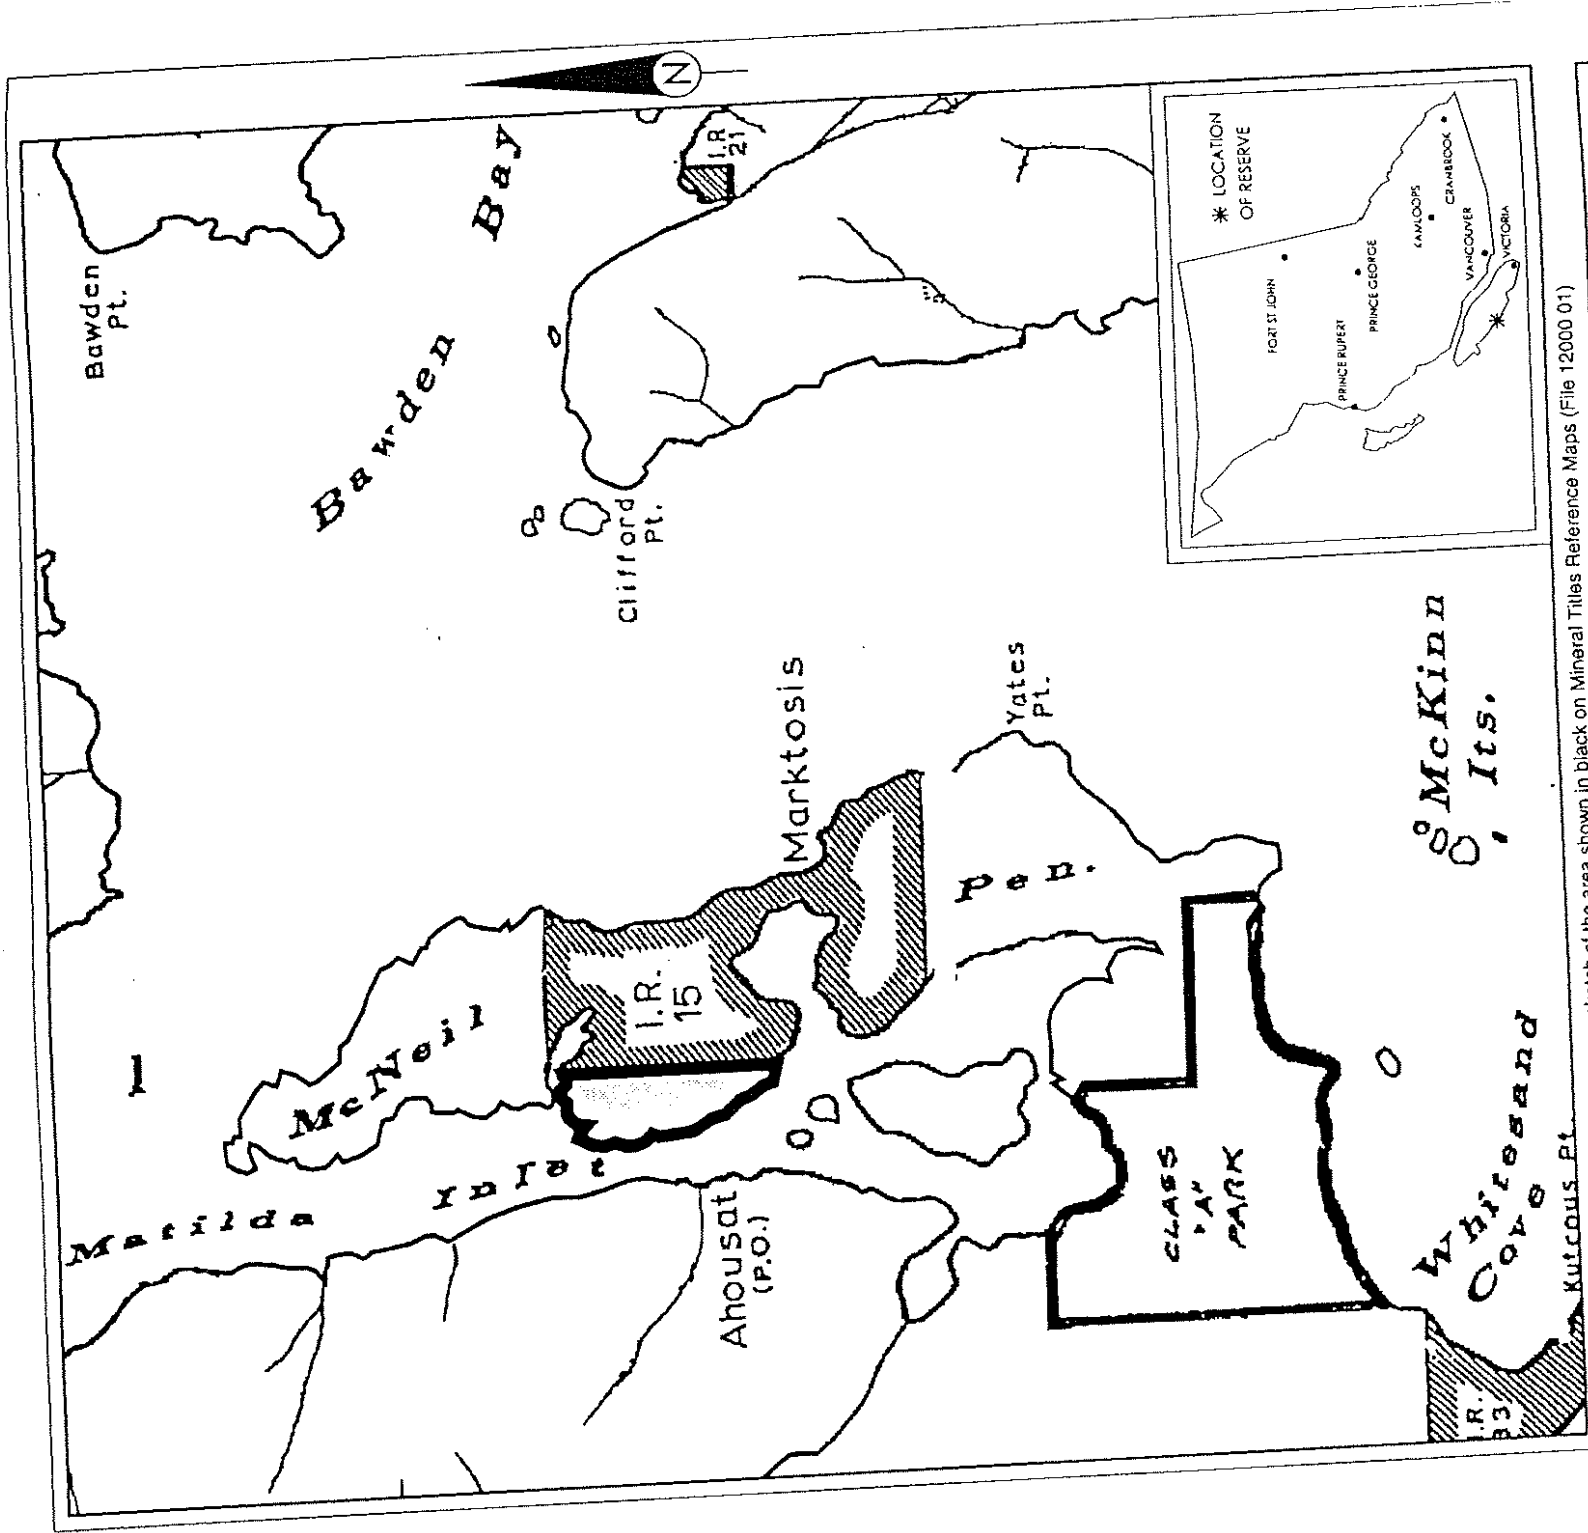 N
Bawden
Pt.
Bawden
Bay
I.R
21
Clifford
Pt.
1
McNeil
Pen.
I.R.
15
Marktosis
Yates
Pt.
Matilda
Inlet
Ahousat
(P.O.)
CLASS
"A"
PARK
McKinn
Its.
Whitesand
Cove
Kutcous Pt.
I.R.
33
* LOCATION
OF RESERVE
FORT ST JOHN
PRINCE RUPERT
PRINCE GEORGE
KAMLOOPS
CRANBROOK
VANCOUVER
VICTORIA
of the area shown in black on Mineral Titles Reference Maps (File 12000 01)